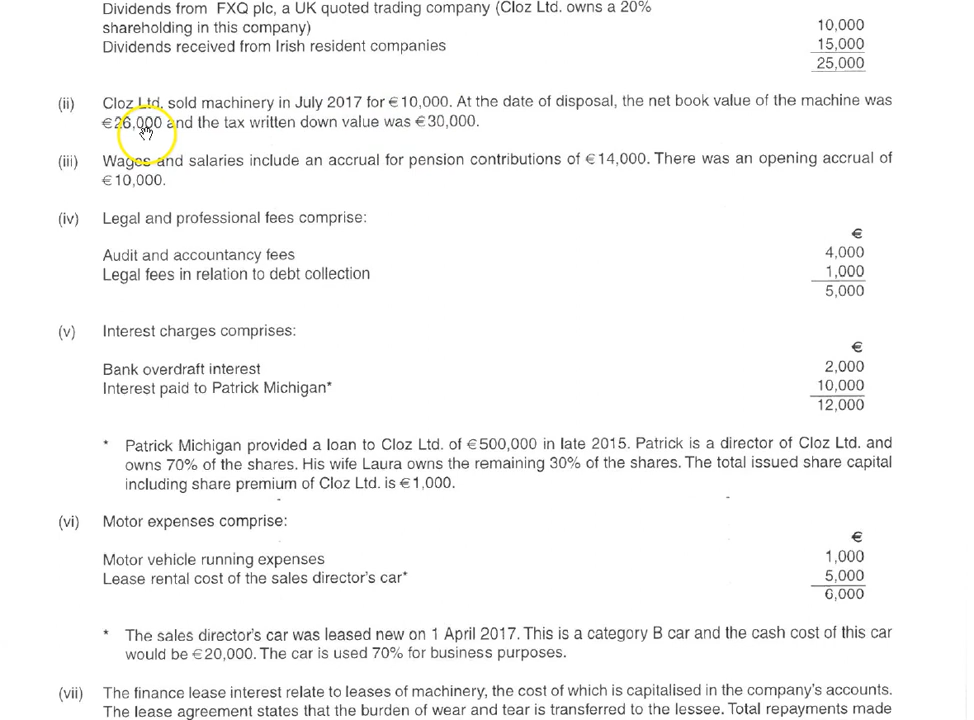 Dividends from FXQ plc, a UK quoted trading company (Cloz Ltd. owns a 20%
shareholding in this company) 10,000
Dividends received from Irish resident companies 15,000
25,000
(ii) Cloz Ltd. sold machinery in July 2017 for €10,000. At the date of disposal, the net book value of the machine was
€26,000 and the tax written down value was €30,000.
(iii) Wages and salaries include an accrual for pension contributions of €14,000. There was an opening accrual of
€10,000.
(iv) Legal and professional fees comprise:
€
Audit and accountancy fees 4,000
Legal fees in relation to debt collection 1,000
5,000
(v) Interest charges comprises:
€
Bank overdraft interest 2,000
Interest paid to Patrick Michigan* 10,000
12,000
* Patrick Michigan provided a loan to Cloz Ltd. of €500,000 in late 2015. Patrick is a director of Cloz Ltd. and
owns 70% of the shares. His wife Laura owns the remaining 30% of the shares. The total issued share capital
including share premium of Cloz Ltd. is €1,000.
(vi) Motor expenses comprise:
€
Motor vehicle running expenses 1,000
Lease rental cost of the sales director's car* 5,000
6,000
* The sales director's car was leased new on 1 April 2017. This is a category B car and the cash cost of this car
would be €20,000. The car is used 70% for business purposes.
(vii) The finance lease interest relate to leases of machinery, the cost of which is capitalised in the company's accounts.
The lease agreement states that the burden of wear and tear is transferred to the lessee. Total repayments made